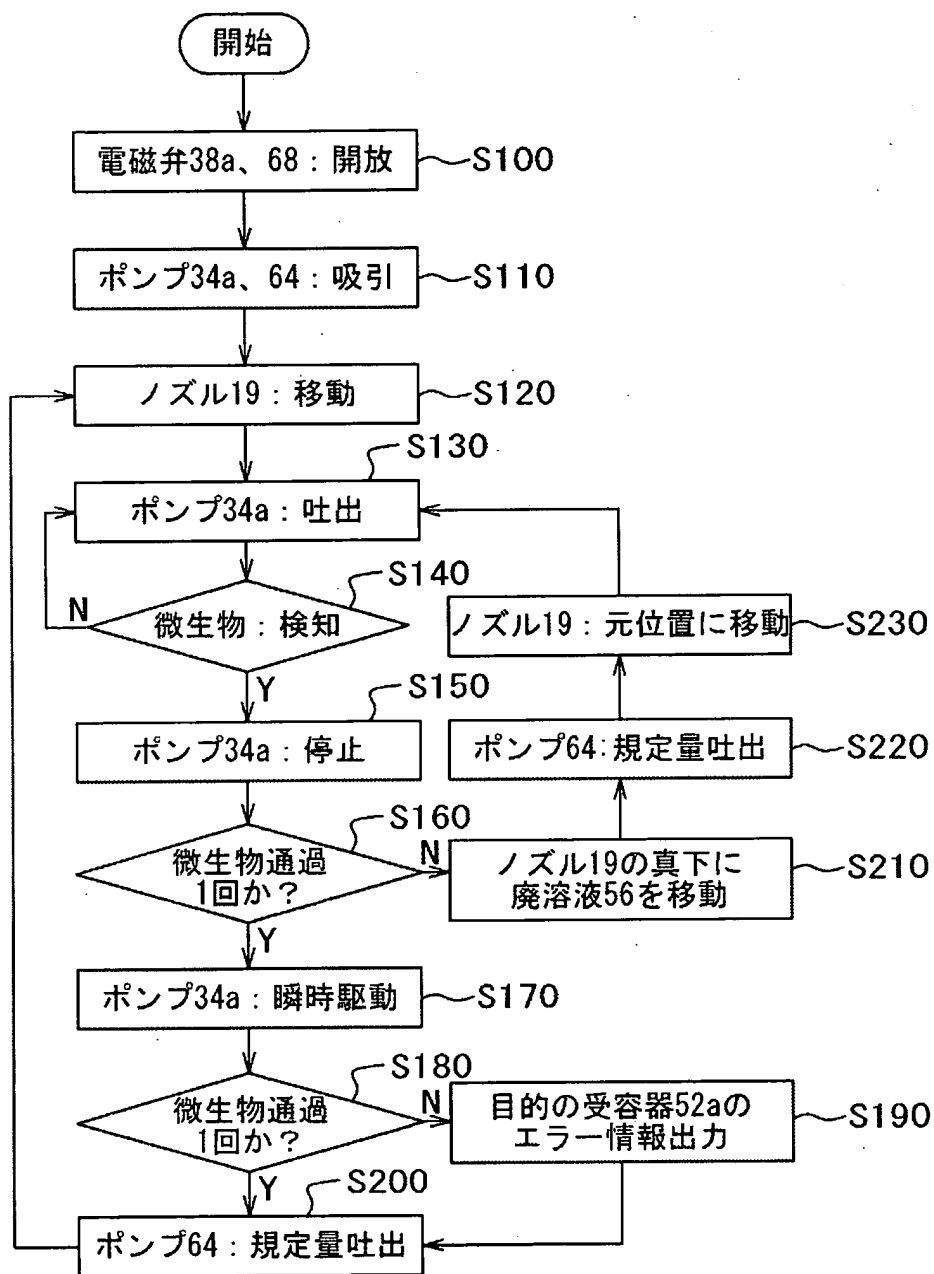 開始
電磁弁38a、68：開放
S100
ポンプ34a、64：吸引
S110
ノズル19：移動
S120
S130
ポンプ34a：吐出
S140
N
微生物：検知
Y
ノズル19：元位置に移動
S230
S150
ポンプ34a：停止
ポンプ64：規定量吐出
S220
S160
微生物通過
1回か？
N
Y
ノズル19の真下に
廃溶液56を移動
S210
ポンプ34a：瞬時駆動
S170
S180
微生物通過
1回か？
N
Y
目的の受容器52aの
エラー情報出力
S190
S200
ポンプ64：規定量吐出